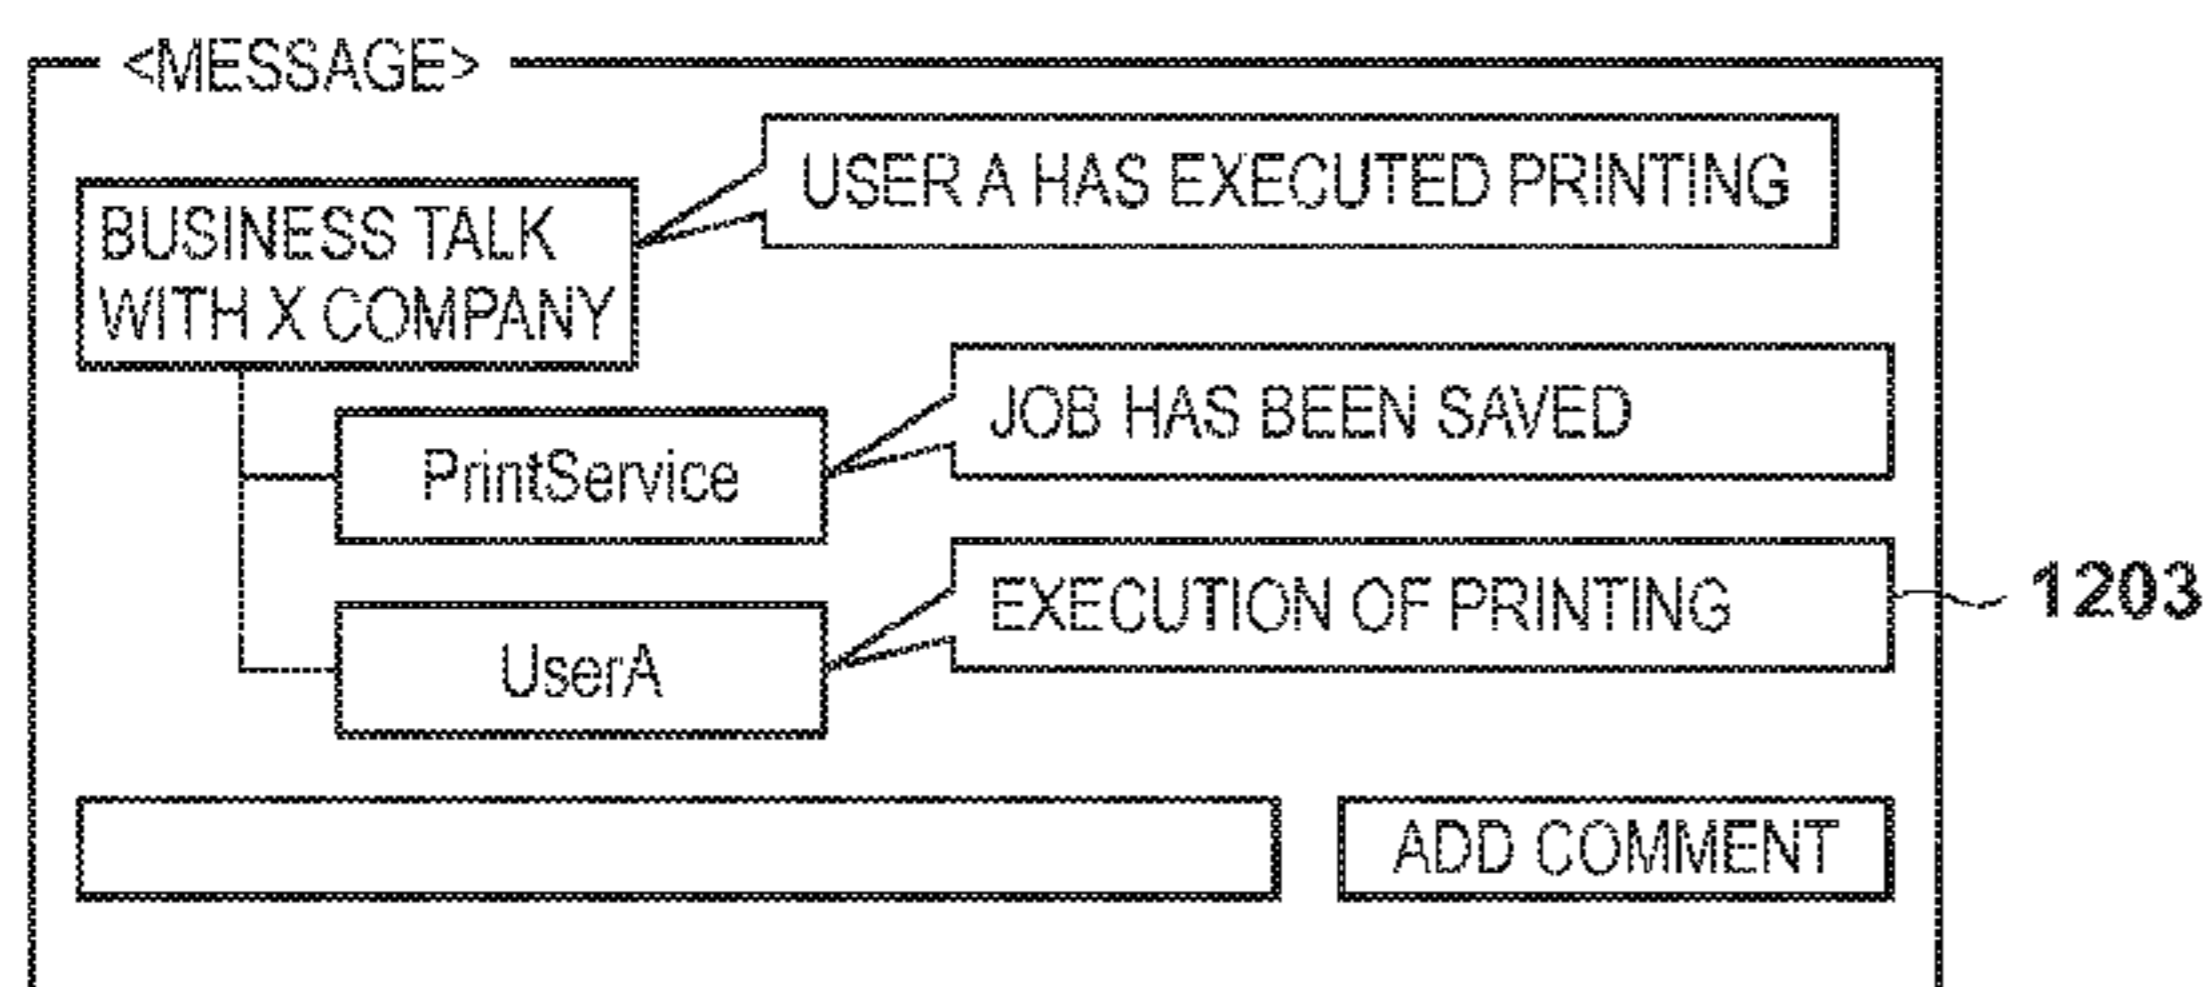 <MESSAGE>
USER A HAS EXECUTED PRINTING
BUSINESS TALK
WITH X COMPANY
JOB HAS BEEN SAVED
PrintService
EXECUTION OF PRINTING
1203
UserA
ADD COMMENT